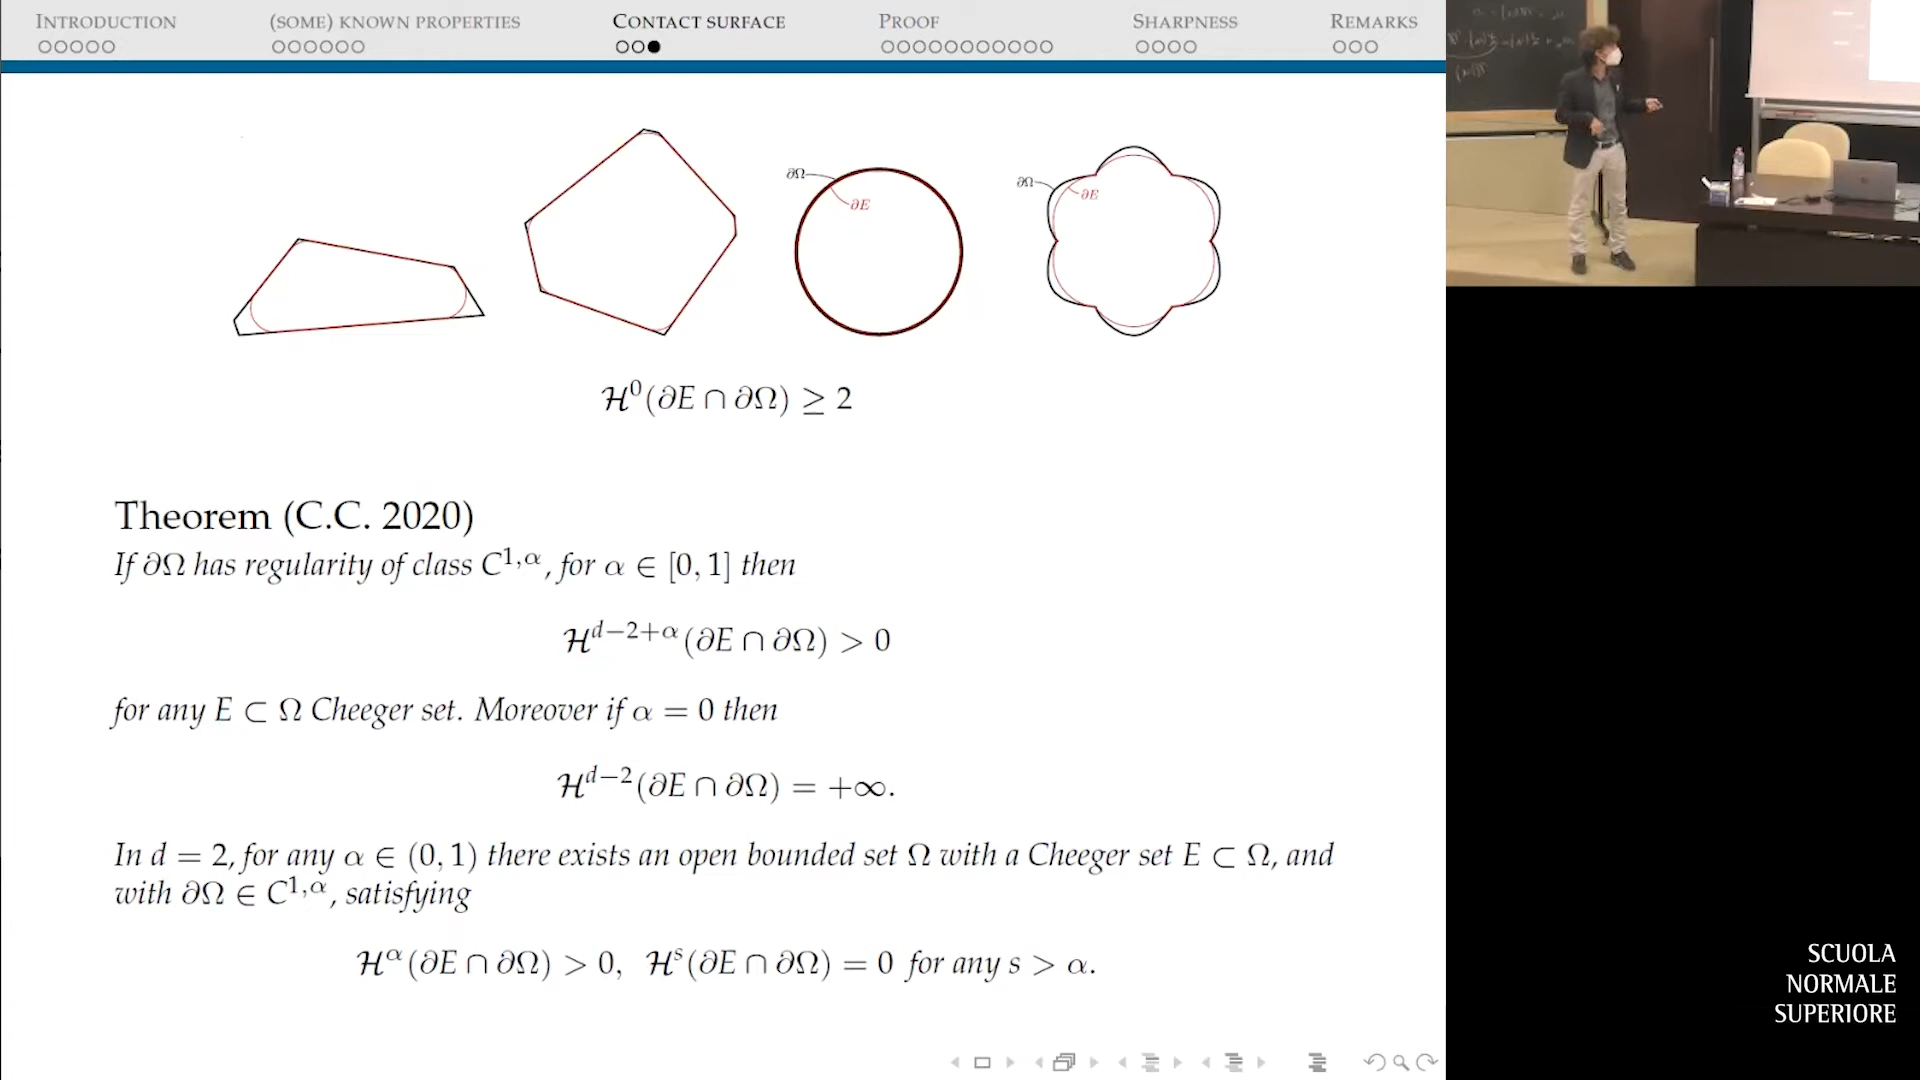 INTRODUCTION (SOME) KNOWN PROPERTIES CONTACT SURFACE PROOF SHARPNESS REMARKS
∂Ω ∂E
∂Ω ∂E
ℋ⁰(∂E ∩ ∂Ω) ≥ 2
Theorem (C.C. 2020)
If ∂Ω has regularity of class C^{1,α}, for α ∈ [0, 1] then
ℋ^{d−2+α}(∂E ∩ ∂Ω) > 0
for any E ⊂ Ω Cheeger set. Moreover if α = 0 then
ℋ^{d−2}(∂E ∩ ∂Ω) = +∞.
In d = 2, for any α ∈ (0, 1) there exists an open bounded set Ω with a Cheeger set E ⊂ Ω, and
with ∂Ω ∈ C^{1,α}, satisfying
ℋ^α(∂E ∩ ∂Ω) > 0, ℋ^s(∂E ∩ ∂Ω) = 0 for any s > α.
SCUOLA
NORMALE
SUPERIORE